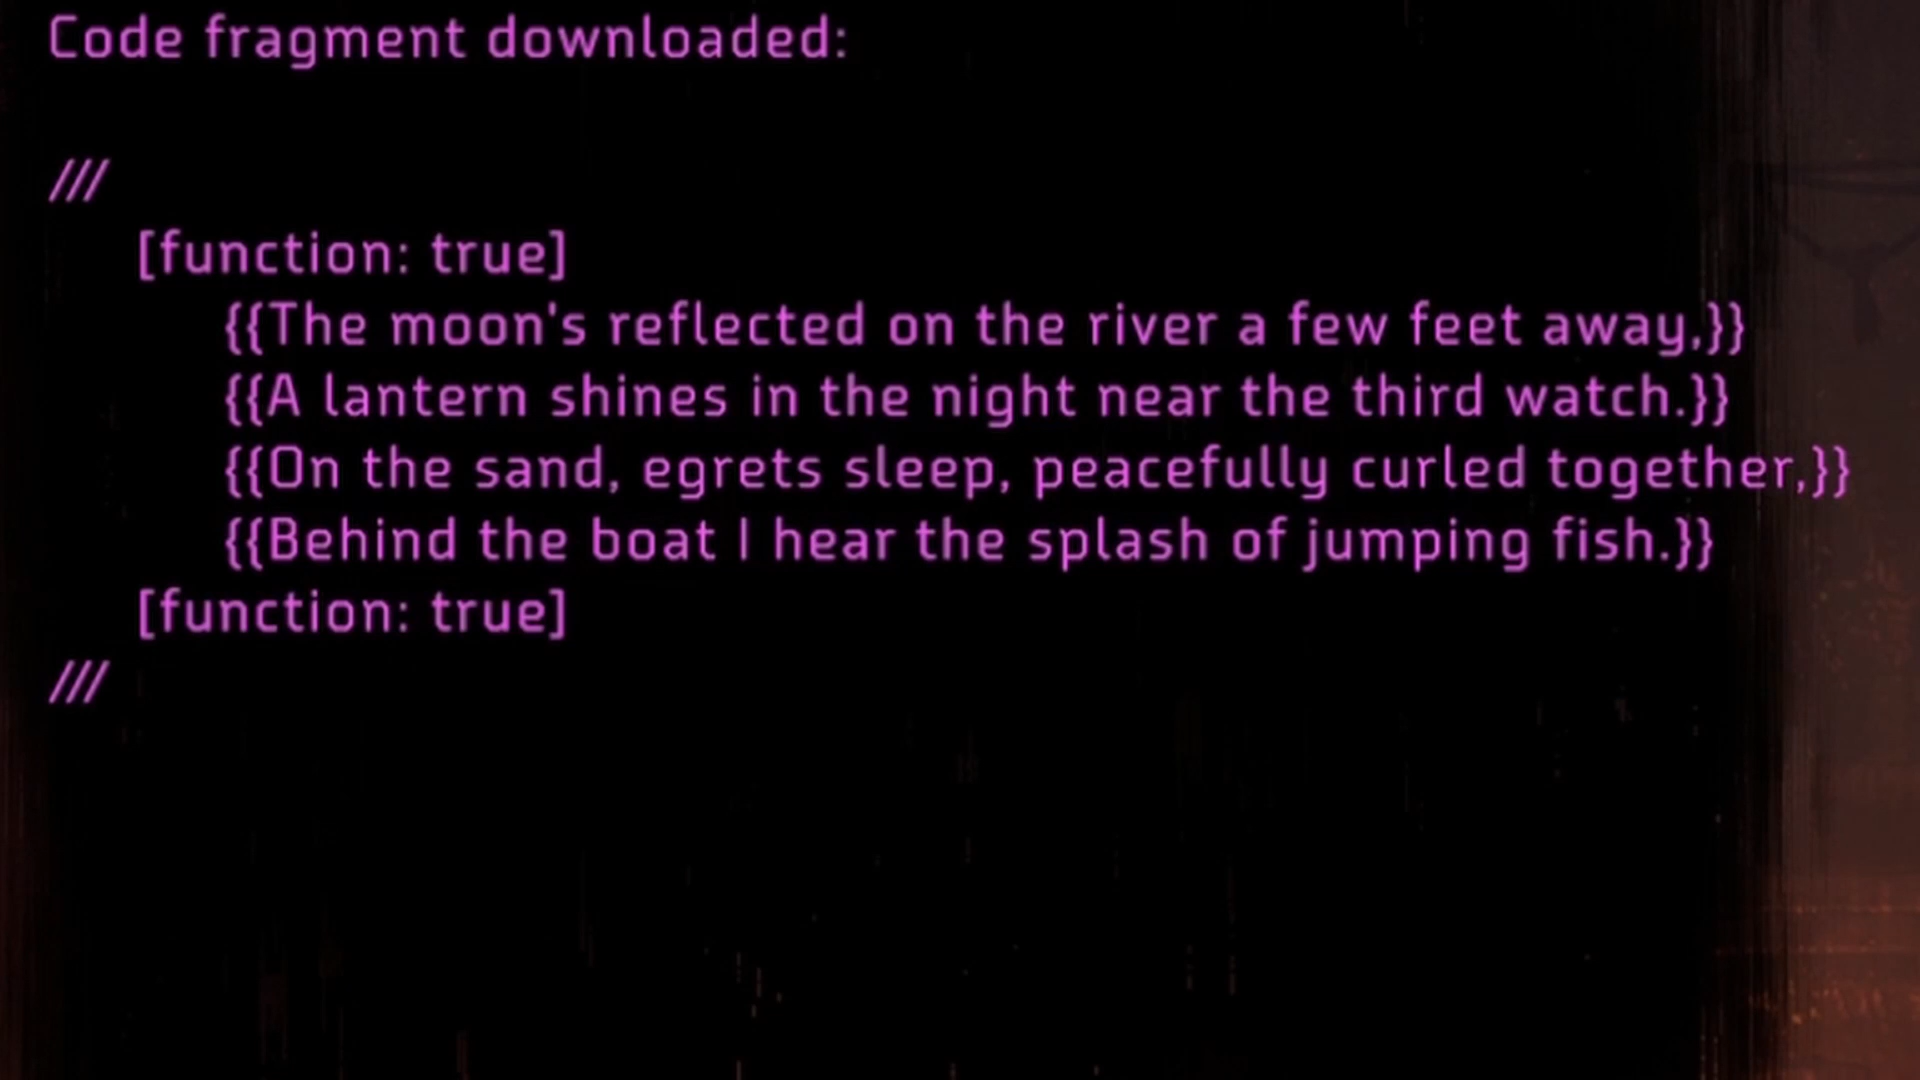 Code fragment downloaded:
///
[function: true]
{{The moon's reflected on the river a few feet away,}}
{{A lantern shines in the night near the third watch.}}
{{On the sand, egrets sleep, peacefully curled together,}}
{{Behind the boat I hear the splash of jumping fish.}}
[function: true]
///